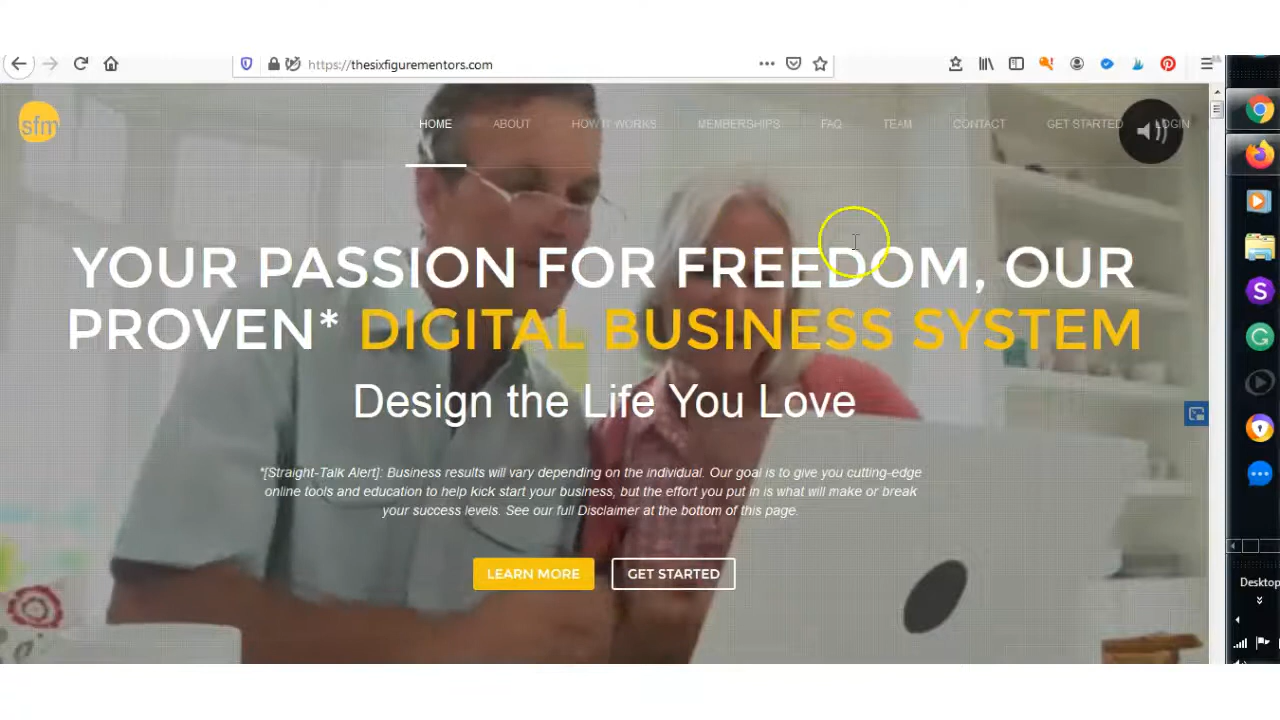 https://thesixfigurementors.com
sfm
HOME ABOUT HOW IT WORKS MEMBERSHIPS FAQ TEAM CONTACT GET STARTED LOGIN
YOUR PASSION FOR FREEDOM, OUR
PROVEN* DIGITAL BUSINESS SYSTEM
Design the Life You Love
*[Straight-Talk Alert]: Business results will vary depending on the individual. Our goal is to give you cutting-edge
online tools and education to help kick start your business, but the effort you put in is what will make or break
your success levels. See our full Disclaimer at the bottom of this page.
LEARN MORE GET STARTED
Desktop